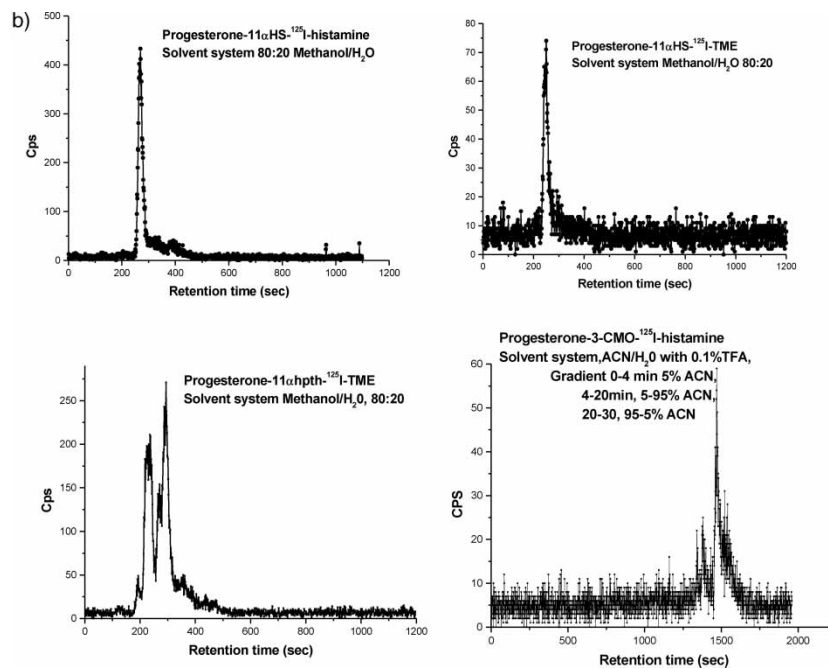 b)
Progesterone-11αHS-¹²⁵I-histamine
Solvent system 80:20 Methanol/H₂O
500
400
300
200
100
0
Cps
0 200 400 600 800 1000 1200
Retention time (sec)
Progesterone-11αHS-¹²⁵I-TME
Solvent system Methanol/H₂O 80:20
80
70
60
50
40
30
20
10
0
Cps
0 200 400 600 800 1000 1200
Retention time (sec)
Progesterone-11αhpth-¹²⁵I-TME
Solvent system Methanol/H₂0, 80:20
250
200
150
100
50
0
Cps
0 200 400 600 800 1000 1200
Retention time (sec)
Progesterone-3-CMO-¹²⁵I-histamine
Solvent system,ACN/H₂0 with 0.1%TFA,
Gradient 0-4 min 5% ACN,
4-20min, 5-95% ACN,
20-30, 95-5% ACN
60
50
40
30
20
10
0
CPS
0 500 1000 1500 2000
Retention time (sec)